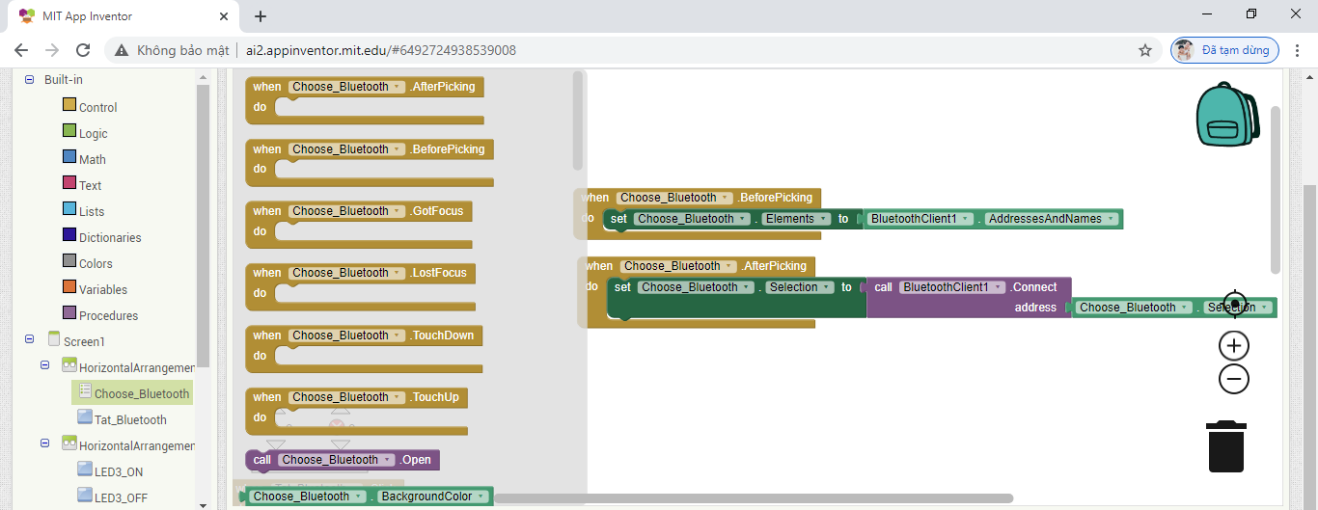 MIT App Inventor
Không bảo mật | ai2.appinventor.mit.edu/#6492724938539008
Đã tạm dừng
Built-in
Control
Logic
Math
Text
Lists
Dictionaries
Colors
Variables
Procedures
Screen1
HorizontalArrangemen
Choose_Bluetooth
Tat_Bluetooth
HorizontalArrangemen
LED3_ON
LED3_OFF
when Choose_Bluetooth .AfterPicking
do
when Choose_Bluetooth .BeforePicking
do
when Choose_Bluetooth .GotFocus
do
when Choose_Bluetooth .LostFocus
do
when Choose_Bluetooth .TouchDown
do
when Choose_Bluetooth .TouchUp
do
call Choose_Bluetooth .Open
Choose_Bluetooth . BackgroundColor
when Choose_Bluetooth .BeforePicking
do set Choose_Bluetooth . Elements to BluetoothClient1 . AddressesAndNames
when Choose_Bluetooth .AfterPicking
do set Choose_Bluetooth . Selection to call BluetoothClient1 .Connect
address Choose_Bluetooth . Selection